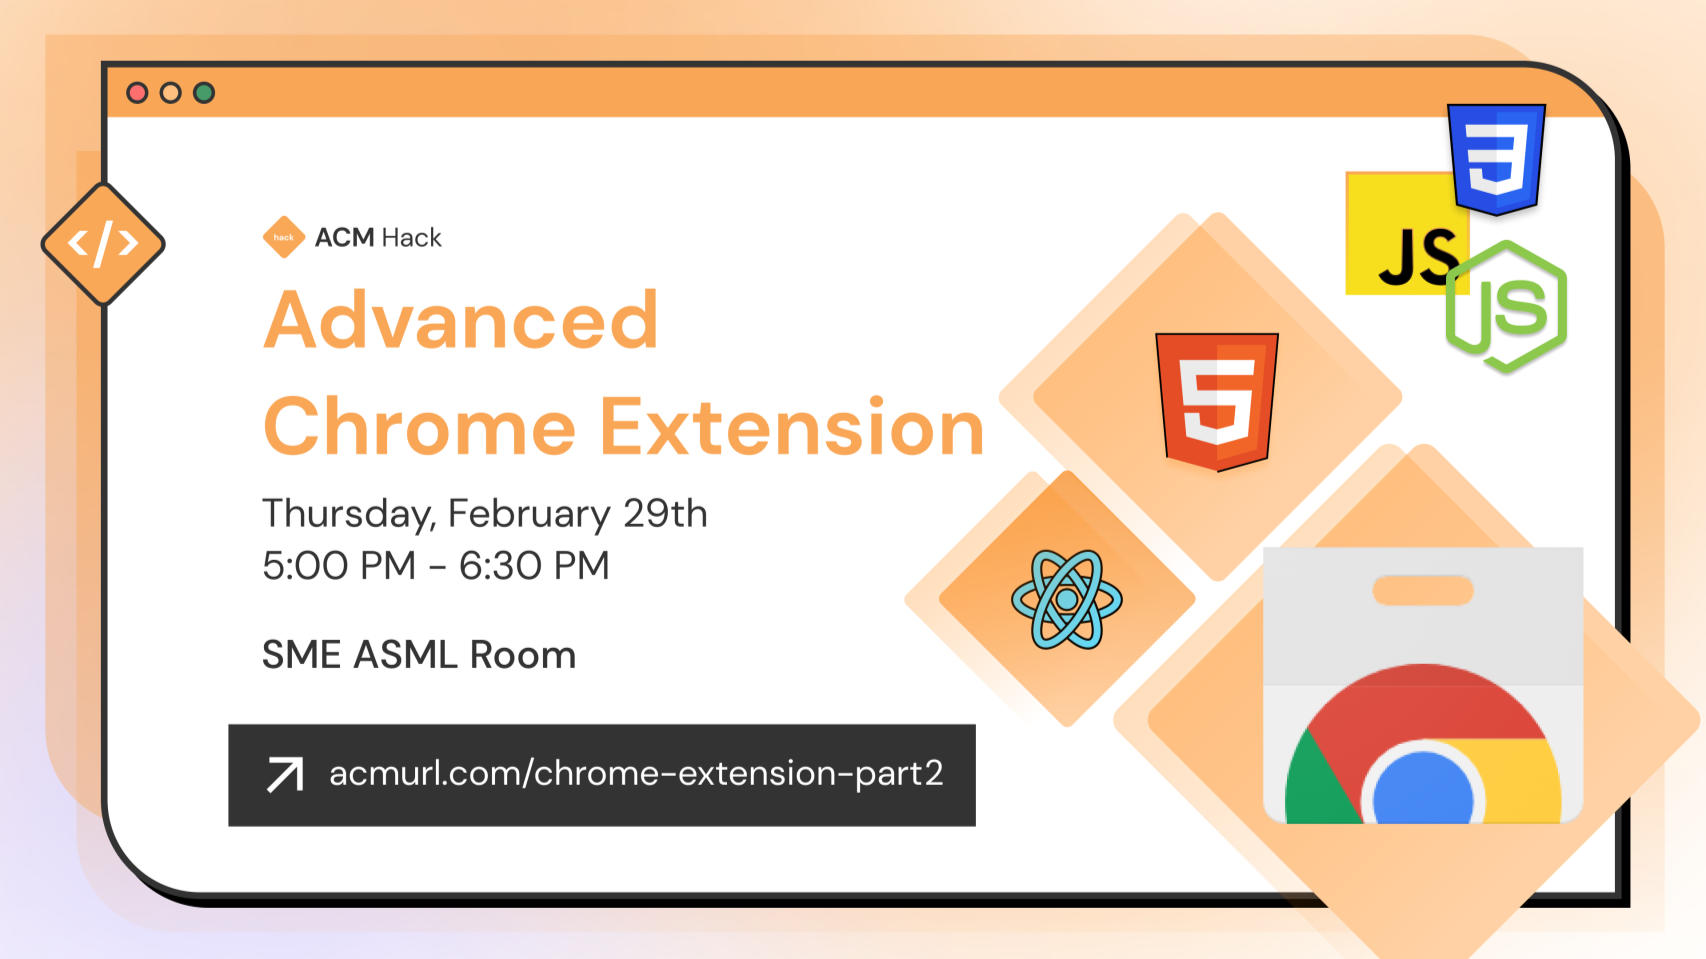 </>
hack
ACM Hack
Advanced
Chrome Extension
Thursday, February 29th
5:00 PM - 6:30 PM
SME ASML Room
acmurl.com/chrome-extension-part2
3
JS
JS
5